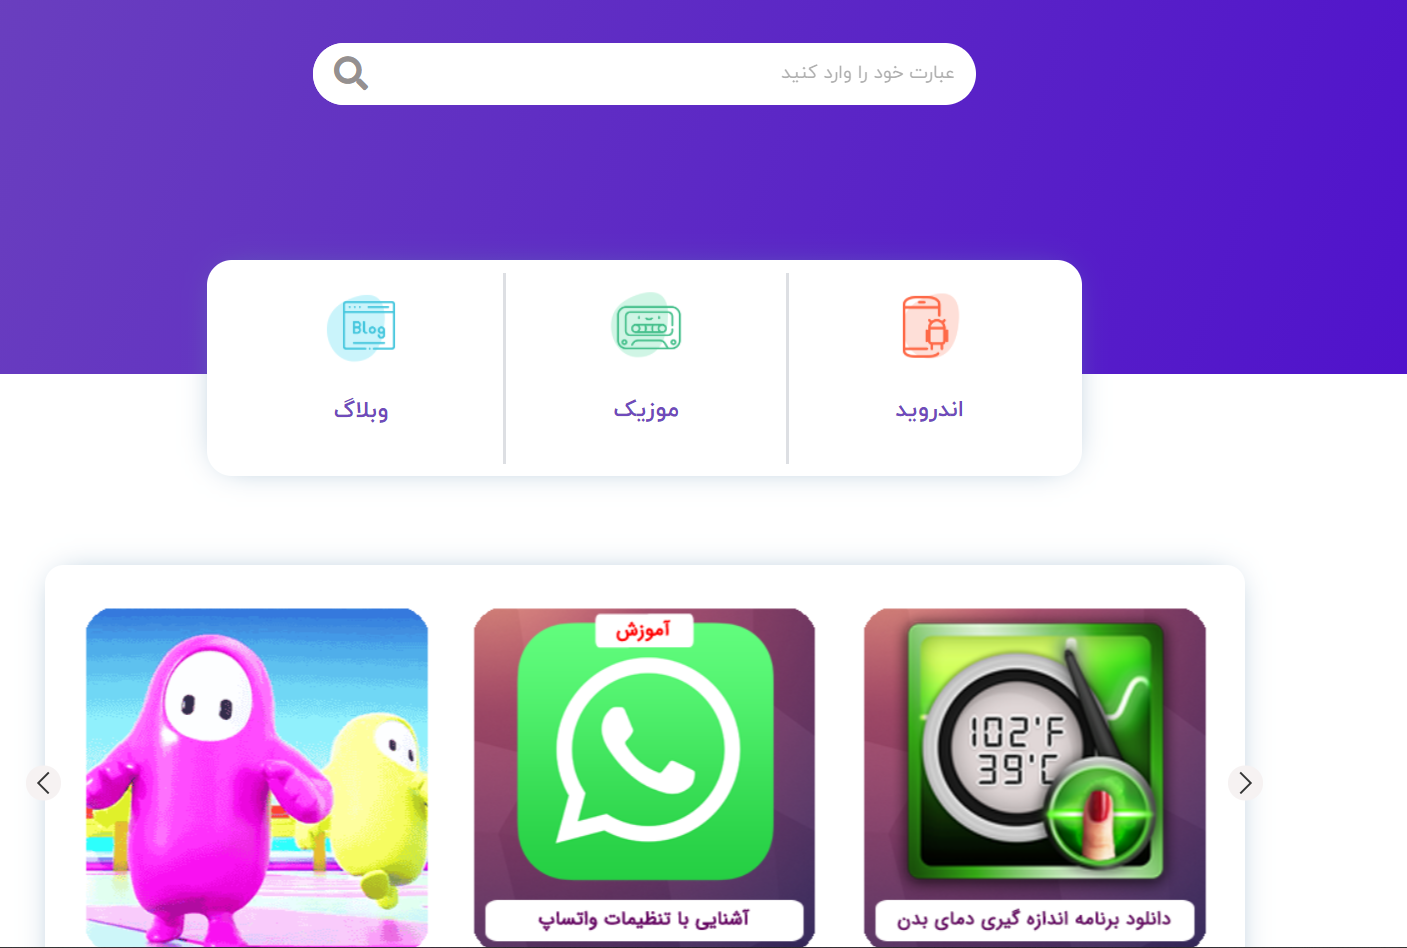 عبارت خود را وارد کنید
اندروید
موزیک
Blog
وبلاگ
102'F
39'C
دانلود برنامه اندازه گیری دمای بدن
آموزش
آشنایی با تنظیمات واتساپ